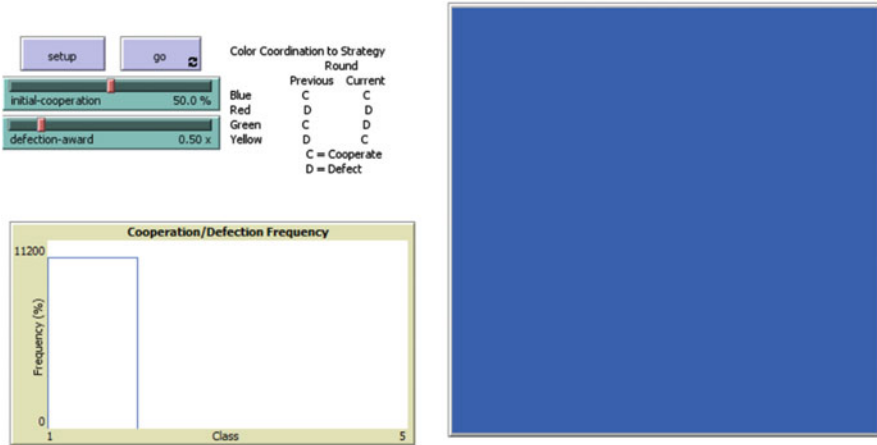 setup
go
initial-cooperation 50.0 %
defection-award 0.50 x
Color Coordination to Strategy
Round
Previous Current
Blue C C
Red D D
Green C D
Yellow D C
C = Cooperate
D = Defect
Cooperation/Defection Frequency
11200
Frequency (%)
0
1 Class 5